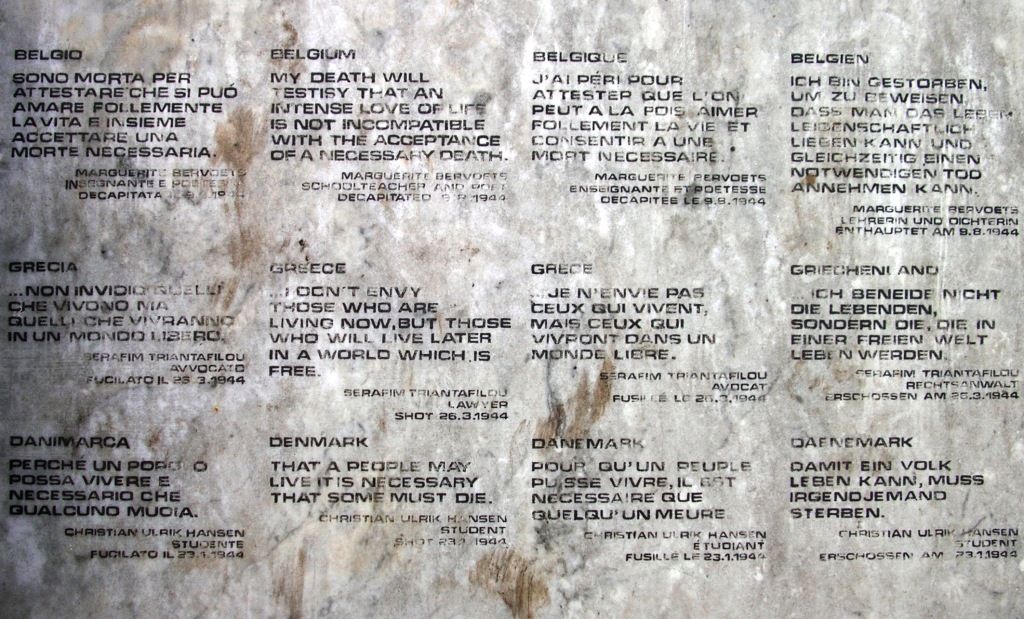 BELGIO
SONO MORTA PER
ATTESTARE CHE SI PUÓ
AMARE FOLLEMENTE
LA VITA E INSIEME
ACCETTARE UNA
MORTE NECESSARIA.
MARGUERITE BERVOETS
INSEGNANTE E POETESSA
DECAPITATA 1944
BELGIUM
MY DEATH WILL
TESTISY THAT AN
INTENSE LOVE OF LIFE
IS NOT INCOMPATIBLE
WITH THE ACCEPTANCE
OF A NECESSARY DEATH.
MARGUERITE BERVOETS
SCHOOLTEACHER AND POET
DECAPITATED 1944
BELGIQUE
J'AI PÉRI POUR
ATTESTER QUE L'ON
PEUT A LA FOIS AIMER
FOLLEMENT LA VIE ET
CONSENTIR A UNE
MORT NECESSAIRE.
MARGUERITE BERVOETS
ENSEIGNANTE ET POETESSE
DECAPITEE LE 9.8.1944
BELGIEN
ICH BIN GESTORBEN,
UM ZU BEWEISEN,
DASS MAN DAS LEBEN
LEIDENSCHAFTLICH
LIEBEN KANN UND
GLEICHZEITIG EINEN
NOTWENDIGEN TOD
ANNEHMEN KANN.
MARGUERITE BERVOETS
LEHRERIN UND DICHTERIN
ENTHAUPTET AM 9.8.1944
GRECIA
...NON INVIDIO QUELLI
CHE VIVONO, MA
QUELLI CHE VIVRANNO
IN UN MONDO LIBERO.
SERAFIM TRIANTAFILOU
AVVOCATO
FUCILATO IL 26.3.1944
GREECE
...I DON'T ENVY
THOSE WHO ARE
LIVING NOW, BUT THOSE
WHO WILL LIVE LATER
IN A WORLD WHICH IS
FREE.
SERAFIM TRIANTAFILOU
LAWYER
SHOT 26.3.1944
GRECE
...JE N'ENVIE PAS
CEUX QUI VIVENT,
MAIS CEUX QUI
VIVRONT DANS UN
MONDE LIBRE.
SERAFIM TRIANTAFILOU
AVOCAT
FUSILLÉ LE 26.3.1944
GRIECHENLAND
...ICH BENEIDE NICHT
DIE LEBENDEN,
SONDERN DIE, DIE IN
EINER FREIEN WELT
LEBEN WERDEN.
SERAFIM TRIANTAFILOU
RECHTSANWALT
ERSCHOSSEN AM 26.3.1944
DANIMARCA
PERCHÉ UN POPOLO
POSSA VIVERE É
NECESSARIO CHE
QUALCUNO MUOIA.
CHRISTIAN ULRIK HANSEN
STUDENTE
FUCILATO IL 23.1.1944
DENMARK
THAT A PEOPLE MAY
LIVE IT IS NECESSARY
THAT SOME MUST DIE.
CHRISTIAN ULRIK HANSEN
STUDENT
SHOT 23.1.1944
DANEMARK
POUR QU'UN PEUPLE
PUISSE VIVRE, IL EST
NECESSAIRE QUE
QUELQU'UN MEURE
CHRISTIAN ULRIK HANSEN
ÉTUDIANT
FUSILLÉ LE 23.1.1944
DAENEMARK
DAMIT EIN VOLK
LEBEN KANN, MUSS
IRGENDJEMAND
STERBEN.
CHRISTIAN ULRIK HANSEN
STUDENT
ERSCHOSSEN AM 23.1.1944